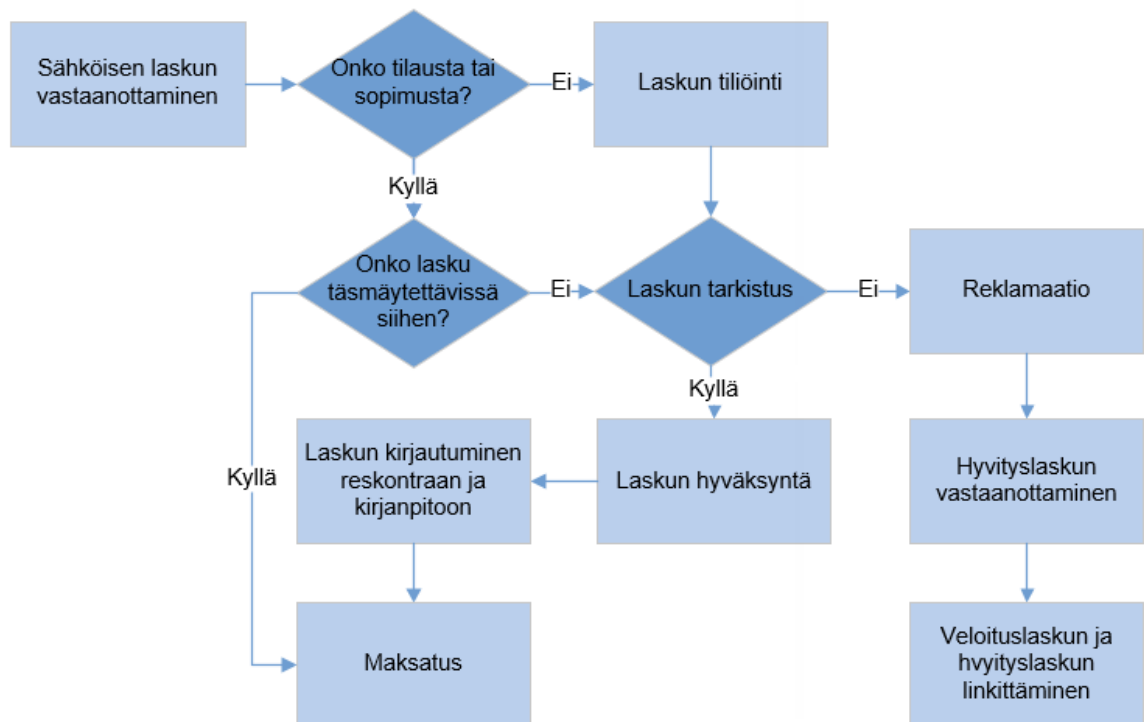 Sähköisen laskun
vastaanottaminen
Onko tilausta tai
sopimusta?
Ei
Laskun tiliöinti
Kyllä
Onko lasku
täsmäytettävissä
siihen?
Ei
Laskun tarkistus
Ei
Reklamaatio
Kyllä
Laskun kirjautuminen
reskontraan ja
kirjanpitoon
Laskun hyväksyntä
Hyvityslaskun
vastaanottaminen
Kyllä
Maksatus
Veloituslaskun ja
hvyityslaskun
linkittäminen